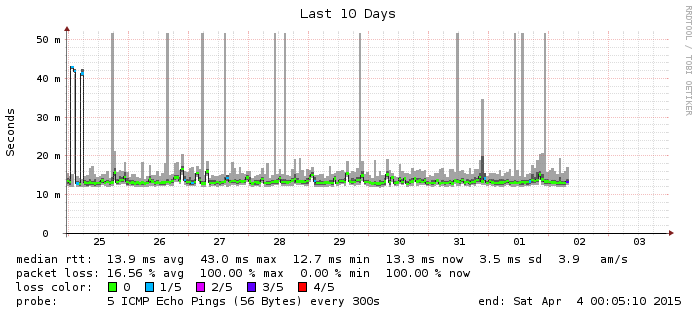 Last 10 Days
RRDTOOL / TOBI OETIKER
Seconds
50 m
40 m
30 m
20 m
10 m
0
25 26 27 28 29 30 31 01 02 03
median rtt: 13.9 ms avg 43.0 ms max 12.7 ms min 13.3 ms now 3.5 ms sd 3.9 am/s
packet loss: 16.56 % avg 100.00 % max 0.00 % min 100.00 % now
loss color: 0 1/5 2/5 3/5 4/5
probe: 5 ICMP Echo Pings (56 Bytes) every 300s end: Sat Apr 4 00:05:10 2015